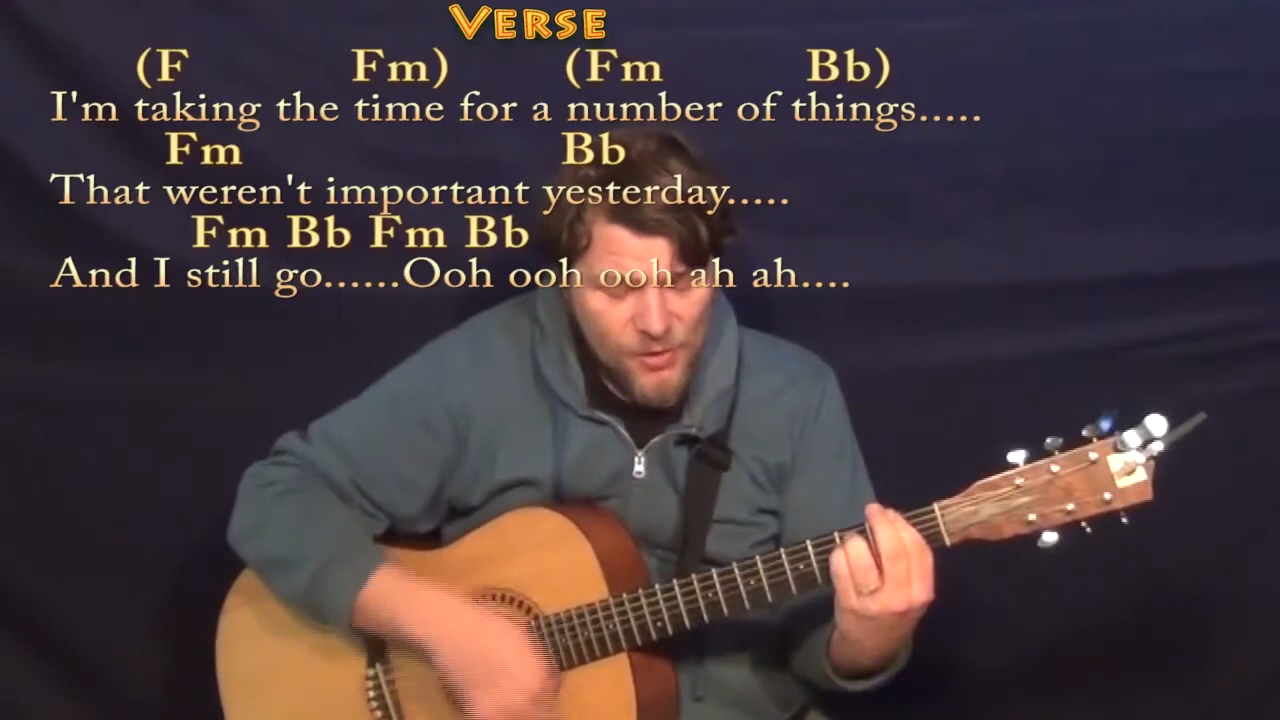 VERSE
(F Fm) (Fm Bb)
I'm taking the time for a number of things.....
Fm Bb
That weren't important yesterday.....
Fm Bb Fm Bb
And I still go......Ooh ooh ooh ah ah....